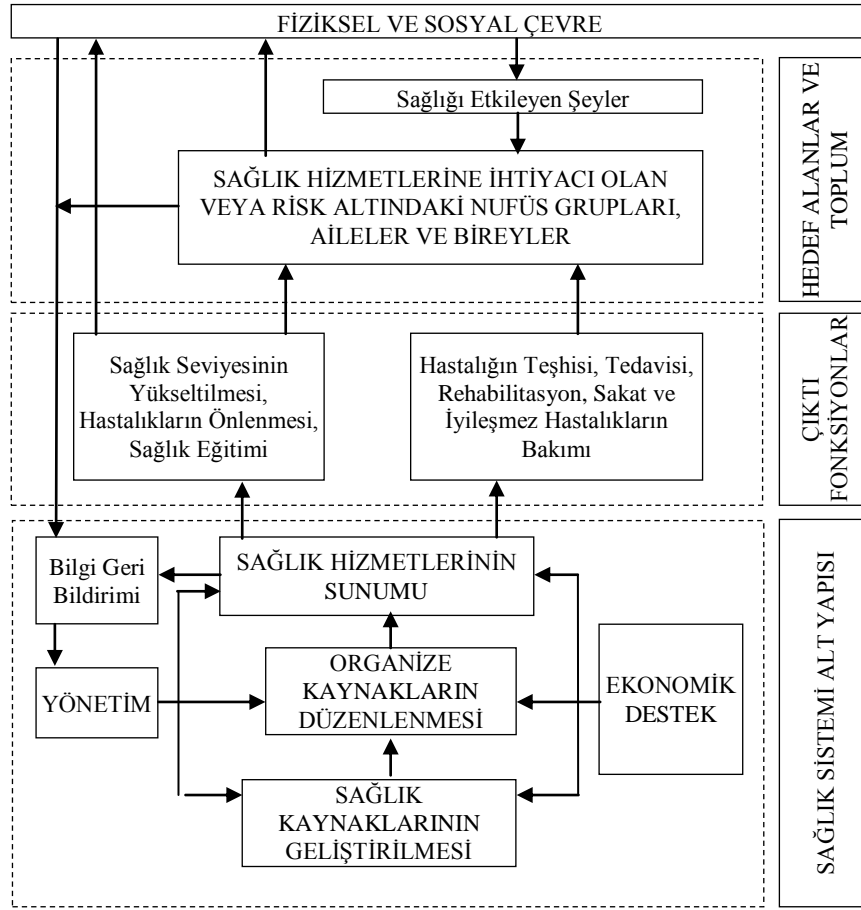 FİZİKSEL VE SOSYAL ÇEVRE
Sağlığı Etkileyen Şeyler
SAĞLIK HİZMETLERİNE İHTİYACI OLAN
VEYA RİSK ALTINDAKİ NUFÜS GRUPLARI,
AİLELER VE BİREYLER
HEDEF ALANLAR VE
TOPLUM
Sağlık Seviyesinin
Yükseltilmesi,
Hastalıkların Önlenmesi,
Sağlık Eğitimi
Hastalığın Teşhisi, Tedavisi,
Rehabilitasyon, Sakat ve
İyileşmez Hastalıkların
Bakımı
ÇIKTI
FONKSİYONLAR
Bilgi Geri
Bildirimi
SAĞLIK HİZMETLERİNİN
SUNUMU
YÖNETİM
ORGANİZE
KAYNAKLARIN
DÜZENLENMESİ
EKONOMİK
DESTEK
SAĞLIK
KAYNAKLARININ
GELİŞTİRİLMESİ
SAĞLIK SİSTEMİ ALT YAPISI